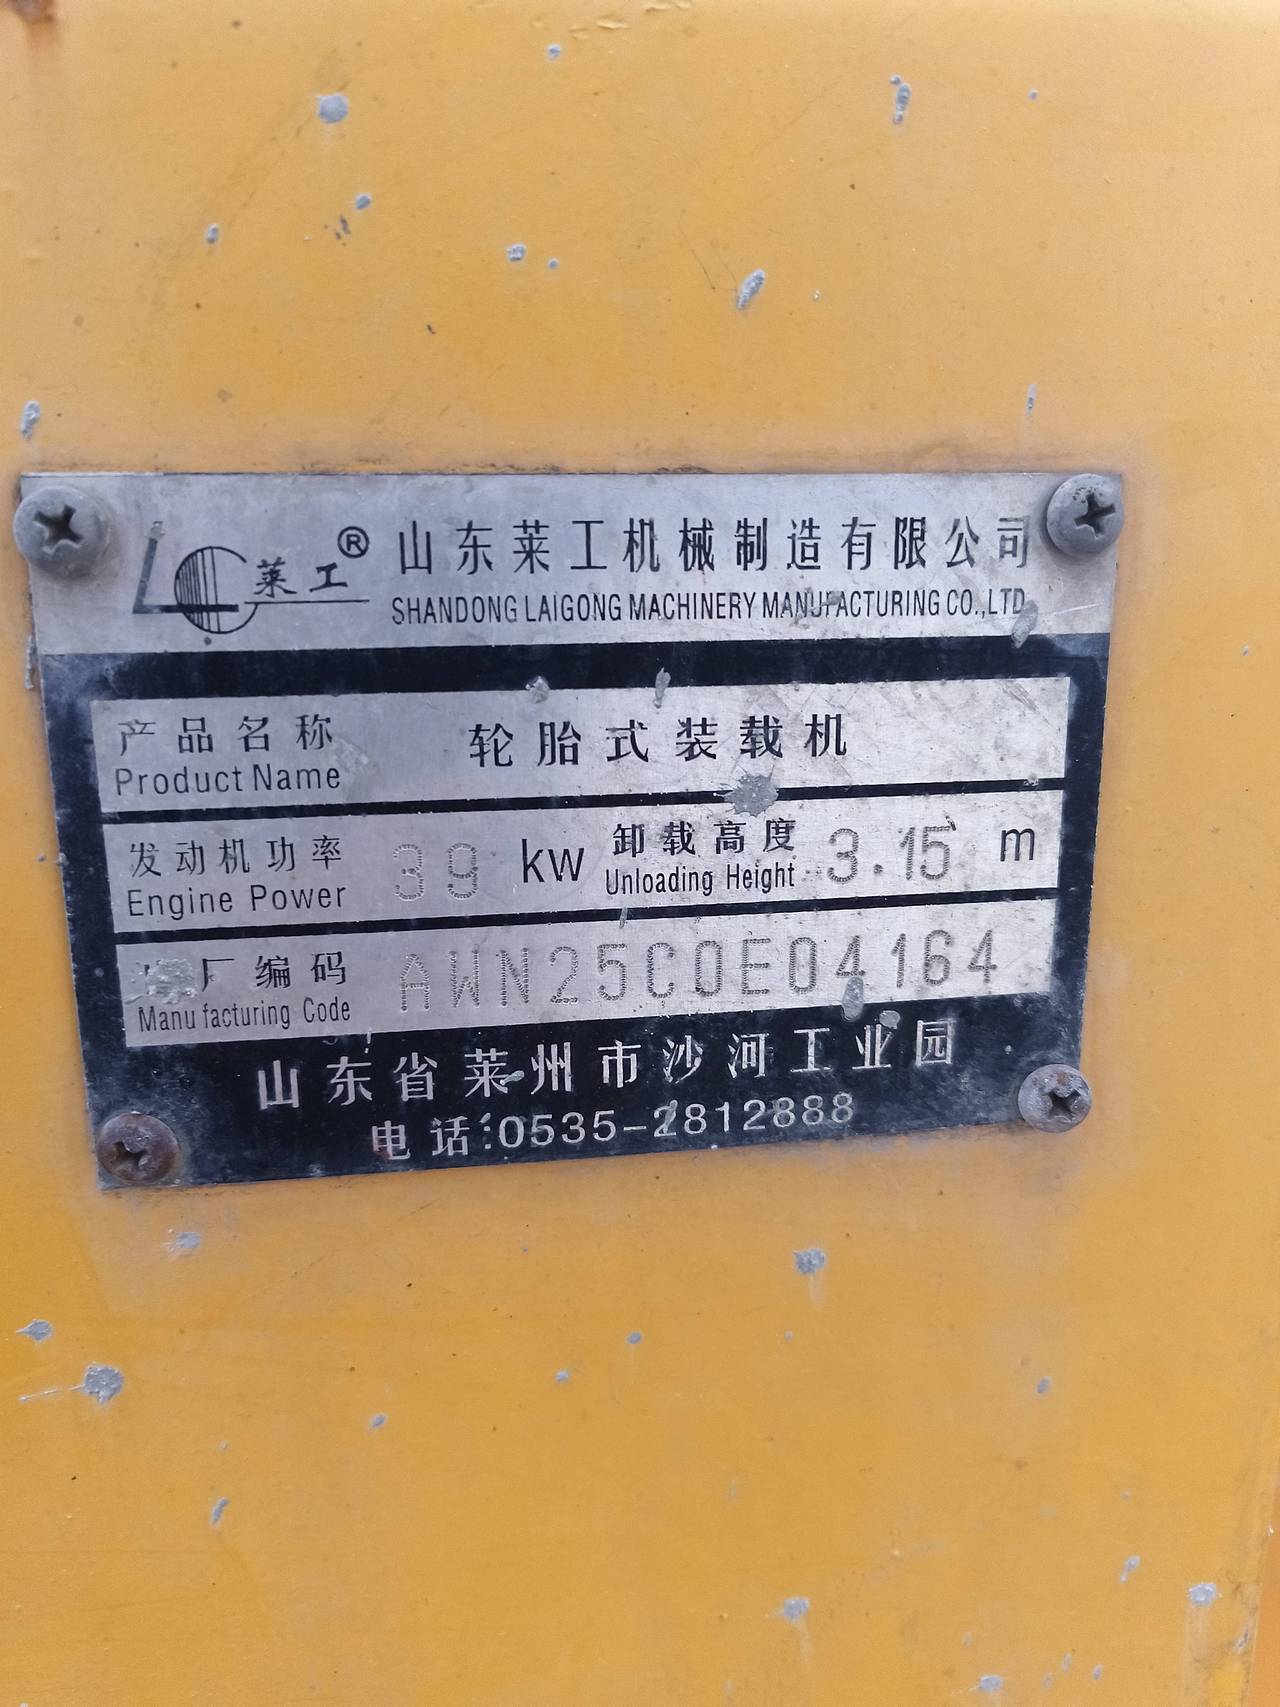 莱工® 山东莱工机械制造有限公司
SHANDONG LAIGONG MACHINERY MANUFACTURING CO.,LTD.
产品名称 轮胎式装载机
Product Name
发动机功率 39 kw 卸载高度 3.15 m
Engine Power Unloading Height
厂编码 AWN25C0E04164
Manufacturing Code
山东省莱州市沙河工业园
电话:0535-2812888